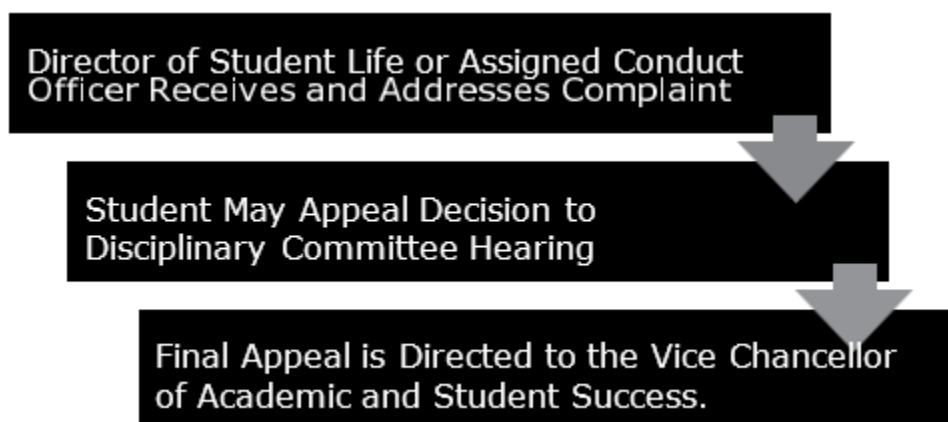 Director of Student Life or Assigned Conduct
Officer Receives and Addresses Complaint
Student May Appeal Decision to
Disciplinary Committee Hearing
Final Appeal is Directed to the Vice Chancellor
of Academic and Student Success.